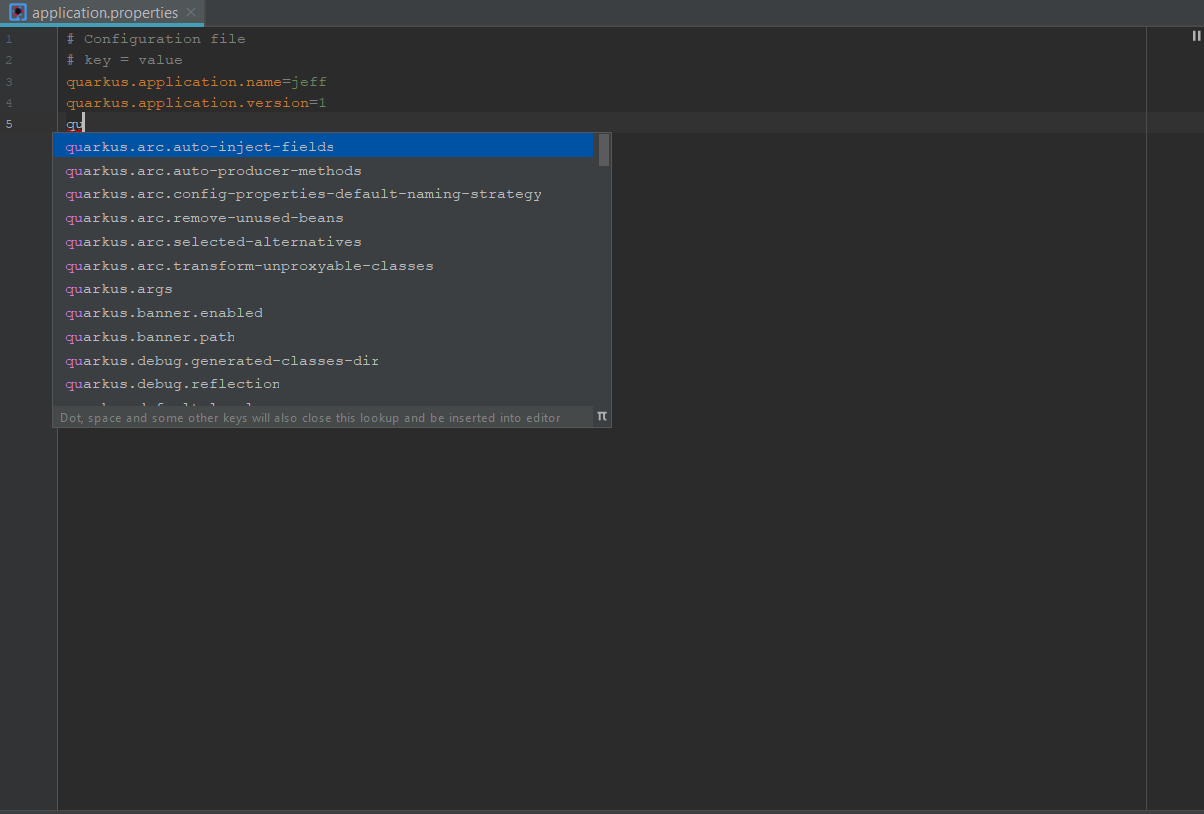 application.properties
1 # Configuration file
2 # key = value
3 quarkus.application.name=jeff
4 quarkus.application.version=1
5 qu
quarkus.arc.auto-inject-fields
quarkus.arc.auto-producer-methods
quarkus.arc.config-properties-default-naming-strategy
quarkus.arc.remove-unused-beans
quarkus.arc.selected-alternatives
quarkus.arc.transform-unproxyable-classes
quarkus.args
quarkus.banner.enabled
quarkus.banner.path
quarkus.debug.generated-classes-dir
quarkus.debug.reflection
Dot, space and some other keys will also close this lookup and be inserted into editor π